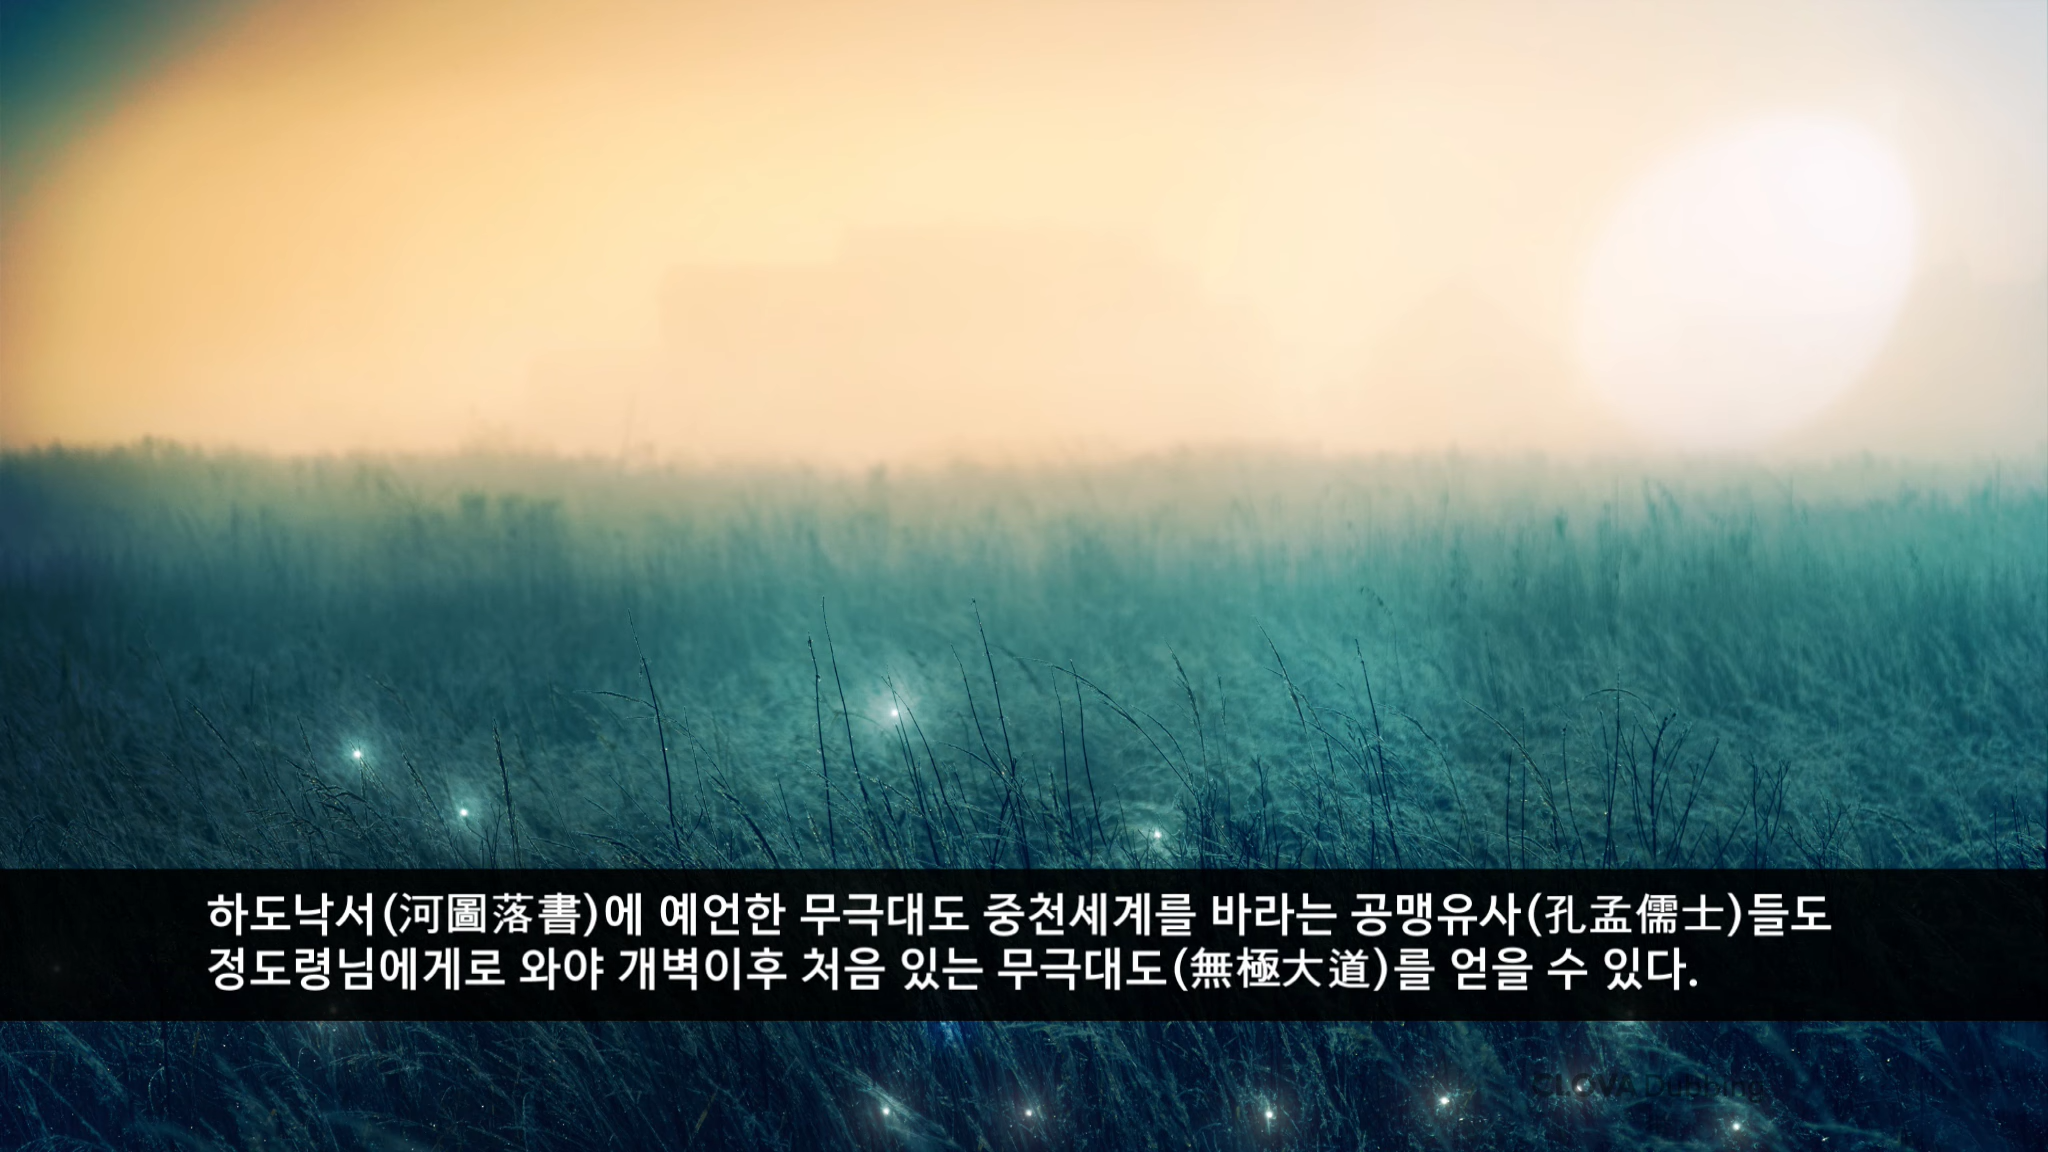 하도낙서(河圖落書)에 예언한 무극대도 중천세계를 바라는 공맹유사(孔孟儒士)들도
정도령님에게로 와야 개벽이후 처음 있는 무극대도(無極大道)를 얻을 수 있다.
CLOVA Dubbing